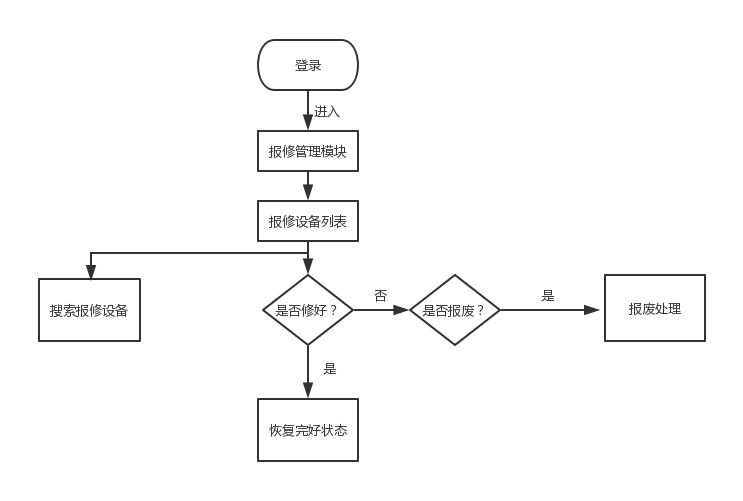 登录
进入
报修管理模块
报修设备列表
搜索报修设备
是否修好？
否
是否报废？
是
报废处理
是
恢复完好状态